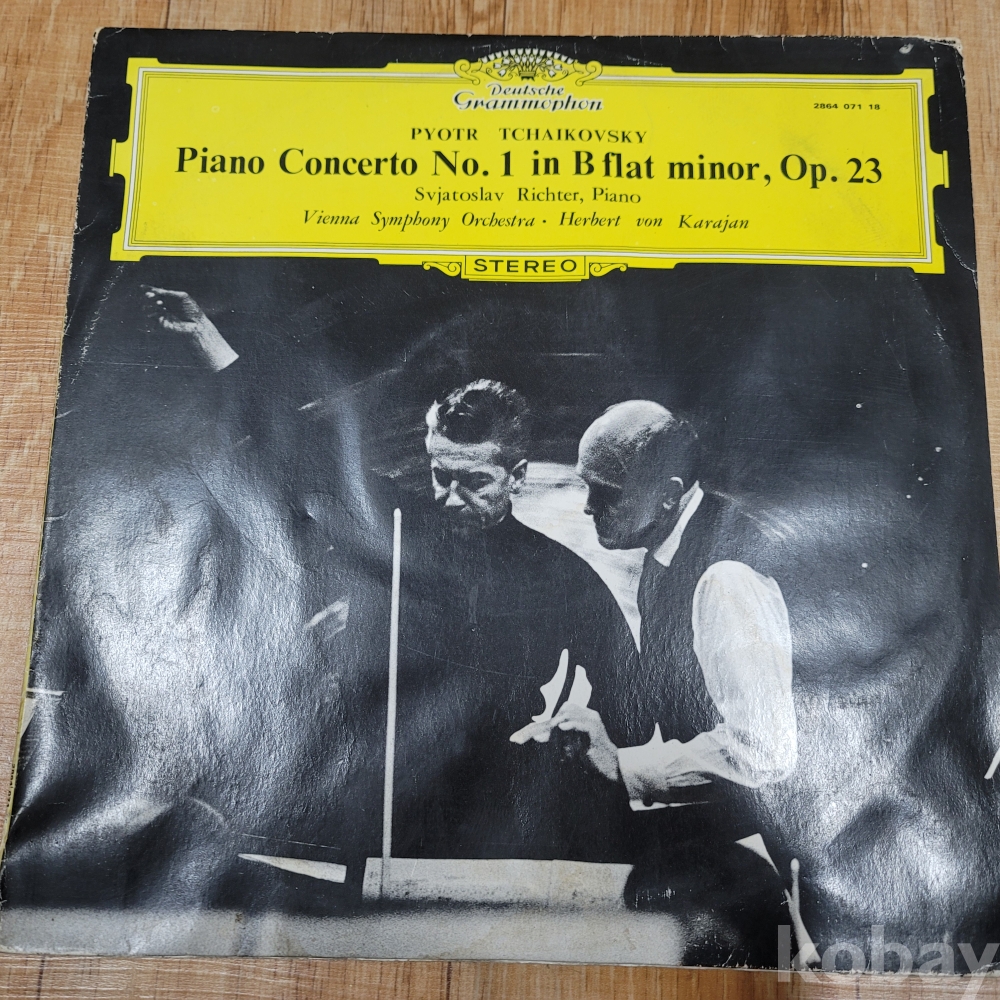 Deutsche
Grammophon
2864 071 18
PYOTR TCHAIKOVSKY
Piano Concerto No. 1 in B flat minor, Op. 23
Svjatoslav Richter, Piano
Vienna Symphony Orchestra · Herbert von Karajan
STEREO
kobay